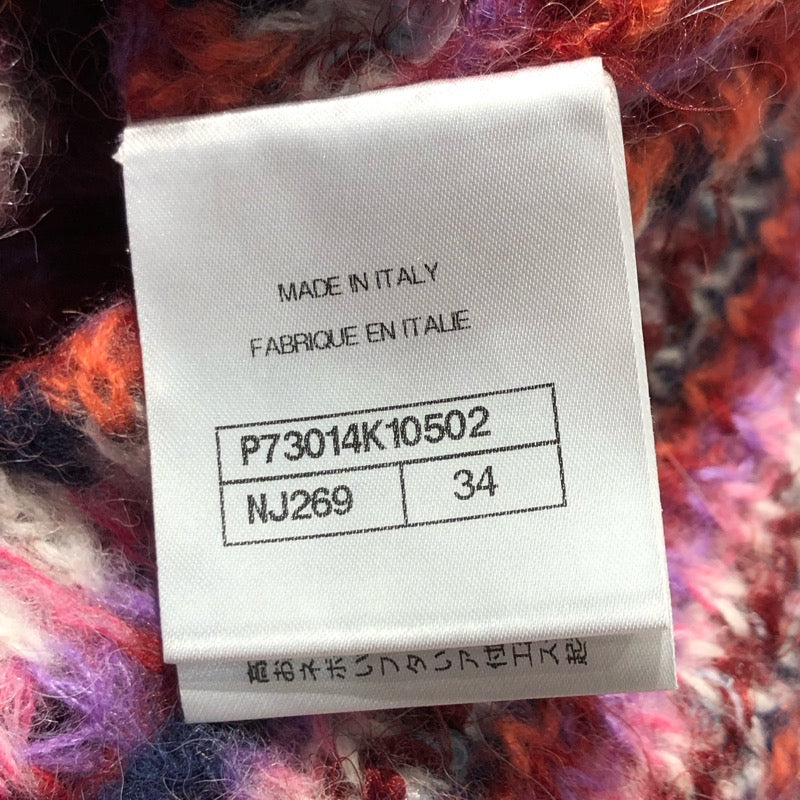 MADE IN ITALY
FABRIQUE EN ITALIE
P73014K10502
NJ269 34